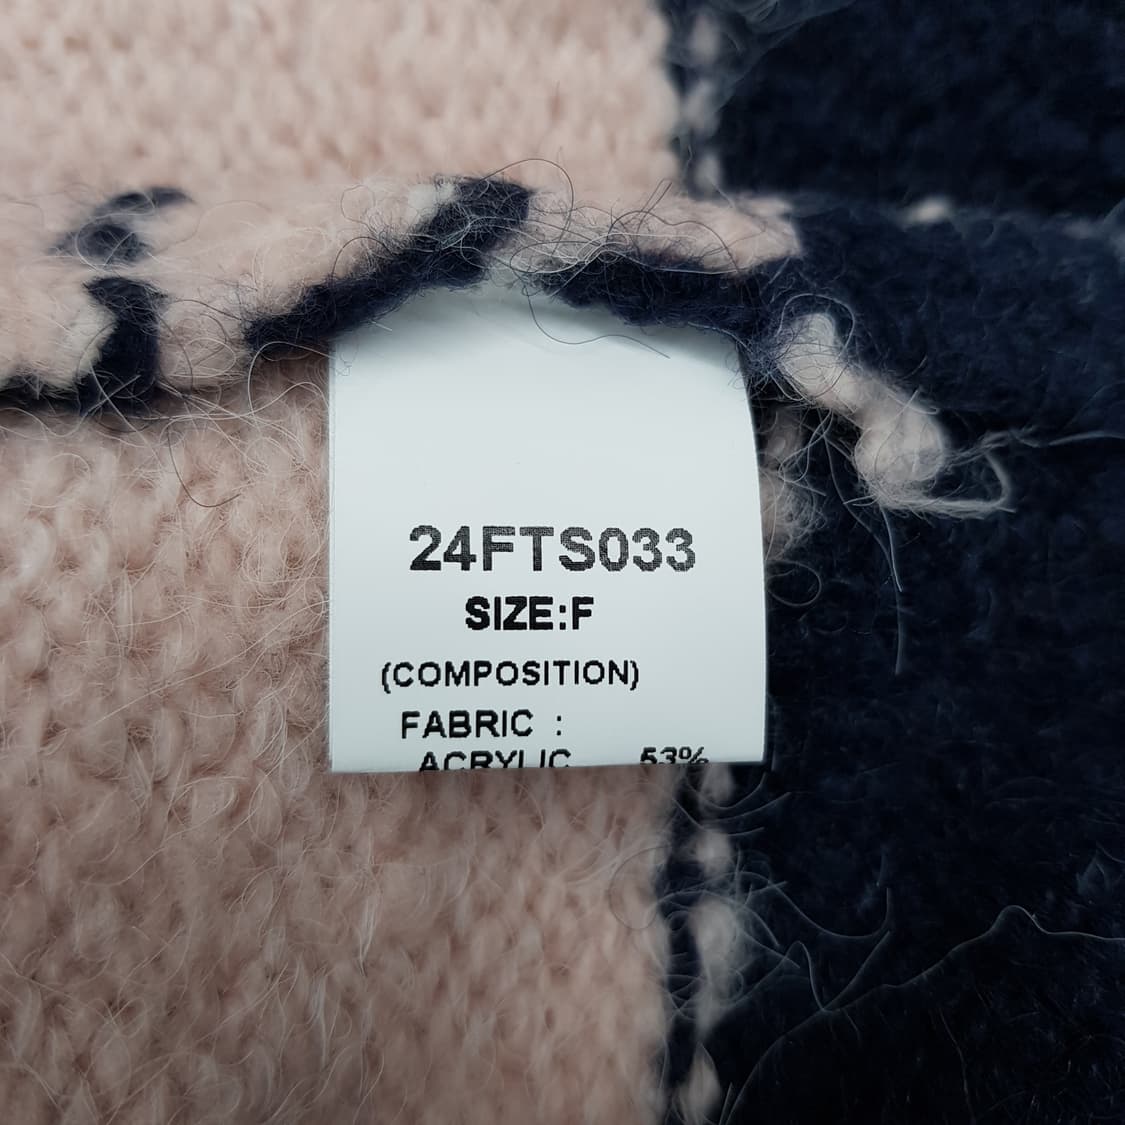 24FTS033
SIZE:F
(COMPOSITION)
FABRIC :
ACRYLIC 53%